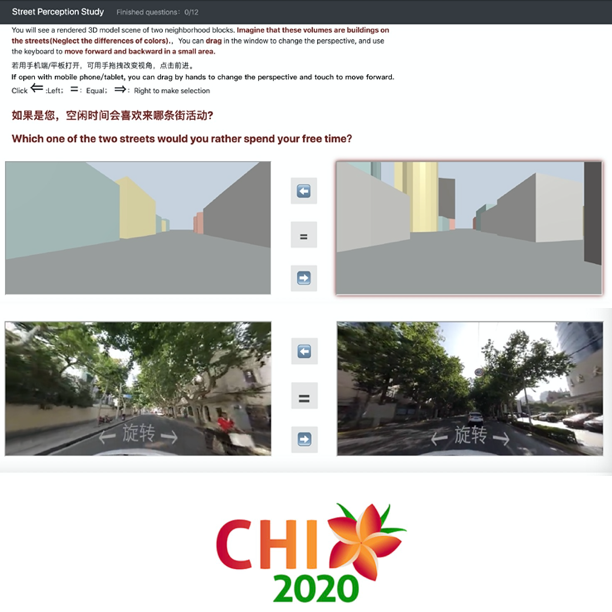 Street Perception Study Finished questions: 0/12
You will see a rendered 3D model scene of two neighborhood blocks. Imagine that these volumes are buildings on
the streets(Neglect the differences of colors)., You can drag in the window to change the perspective, and use
the keyboard to move forward and backward in a small area.
若用手机端/平板打开，可用手拖拽改变视角，点击前进。
If open with mobile phone/tablet, you can drag by hands to change the perspective and touch to move forward.
Click ⇐ :Left; = : Equal; ⇒ : Right to make selection
如果是您，空闲时间会喜欢来哪条街活动?
Which one of the two streets would you rather spend your free time?
=
=
← 旋转 →
← 旋转 →
CHI
2020